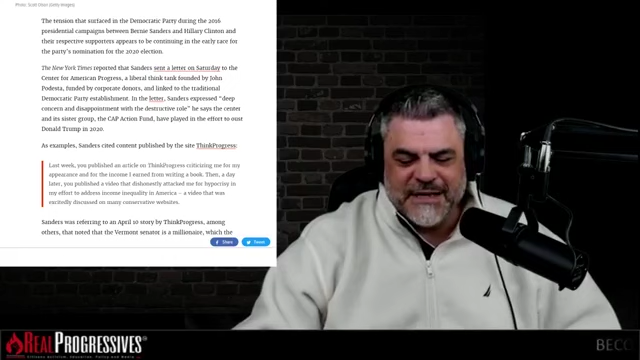 Photo: Scott Olson (Getty Images)
The tension that surfaced in the Democratic Party during the 2016
presidential campaigns between Bernie Sanders and Hillary Clinton and
their respective supporters appears to be continuing in the early race for
the party's nomination for the 2020 election.
The New York Times reported that Sanders sent a letter on Saturday to the
Center for American Progress, a liberal think tank founded by John
Podesta, funded by corporate donors, and linked to the traditional
Democratic Party establishment. In the letter, Sanders expressed "deep
concern and disappointment with the destructive role" he says the center
and its sister group, the CAP Action Fund, have played in the effort to oust
Donald Trump in 2020.
As examples, Sanders cited content published by the site ThinkProgress:
Last week, you published an article on ThinkProgress criticizing me for my
appearance and for the income I earned from writing a book. Then, a day
later, you published a video that dishonestly attacked me for hypocrisy in
my effort to address income inequality in America – a video that was
excitedly discussed on many conservative websites.
Sanders was referring to an April 10 story by ThinkProgress, among
others, that noted that the Vermont senator is a millionaire, which the
Share Tweet
REALPROGRESSIVES
BECO